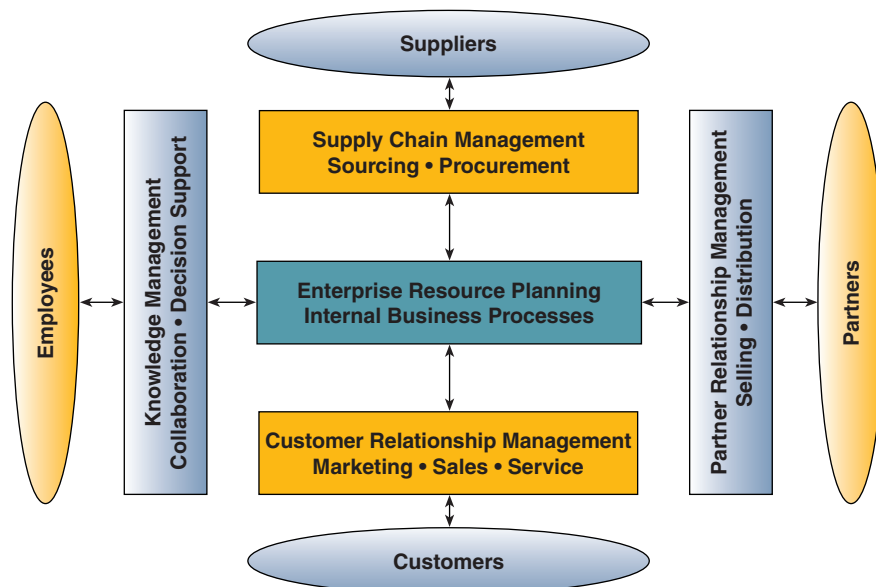 Suppliers
Supply Chain Management
Sourcing • Procurement
Employees
Knowledge Management
Collaboration • Decision Support
Enterprise Resource Planning
Internal Business Processes
Partner Relationship Management
Selling • Distribution
Partners
Customer Relationship Management
Marketing • Sales • Service
Customers